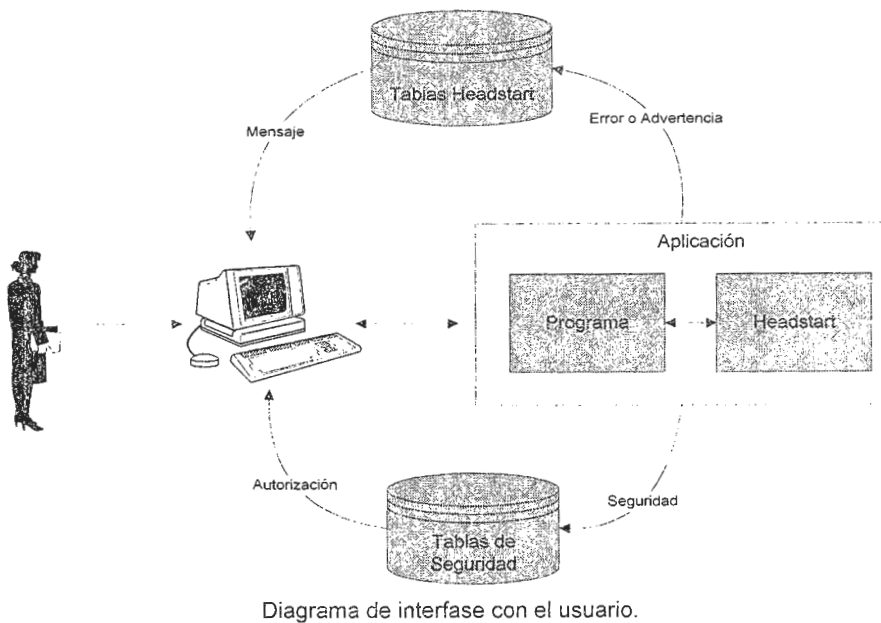 Tablas Headstart
Mensaje
Error o Advertencia
Aplicación
Programa
Headstart
Autorización
Seguridad
Tablas de
Seguridad
Diagrama de interfase con el usuario.